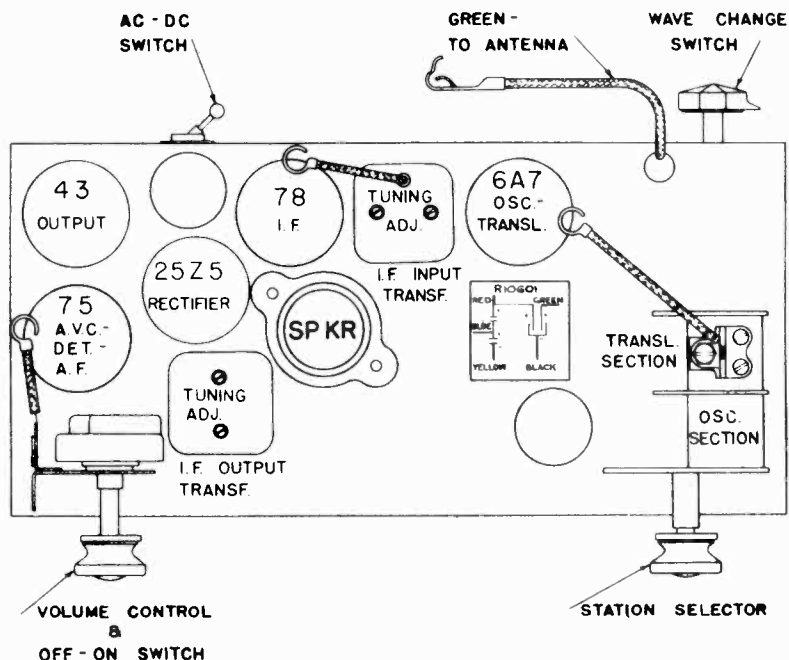 AC - DC
SWITCH
GREEN -
TO ANTENNA
WAVE CHANGE
SWITCH
43
OUTPUT
78
I.F.
TUNING
ADJ.
6A7
OSC.-
TRANSL.
I.F. INPUT
TRANSF.
25Z5
RECTIFIER
75
A.V.C.-
DET.-
A.F.
SPKR
R10601
RED
GREEN
BLUE
YELLOW
BLACK
TRANSL.
SECTION
OSC.
SECTION
TUNING
ADJ.
I.F. OUTPUT
TRANSF.
VOLUME CONTROL
&
OFF - ON SWITCH
STATION SELECTOR